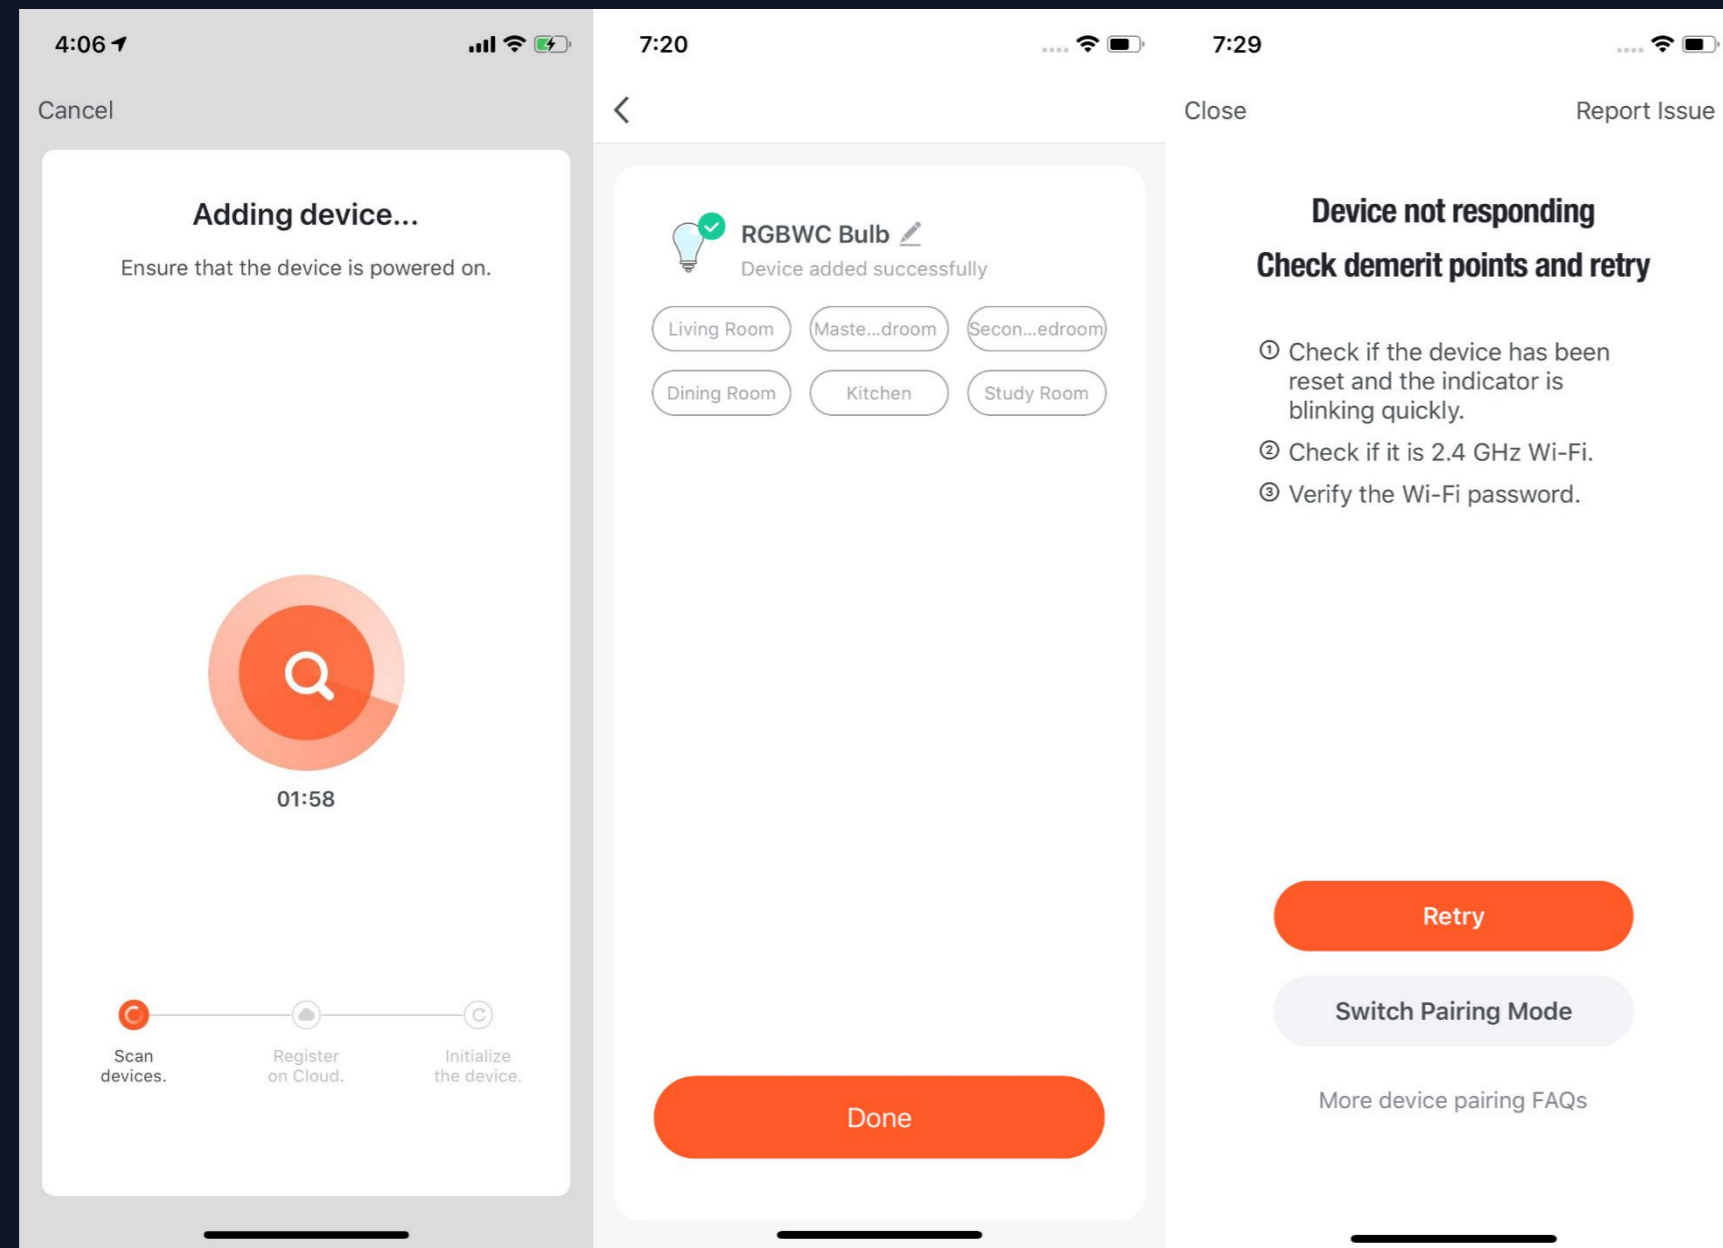 4:06
Cancel
Adding device...
Ensure that the device is powered on.
01:58
Scan
devices.
Register
on Cloud.
Initialize
the device.
7:20
RGBWC Bulb
Device added successfully
Living Room
Maste...droom
Secon...edroom
Dining Room
Kitchen
Study Room
Done
7:29
Close
Report Issue
Device not responding
Check demerit points and retry
① Check if the device has been
reset and the indicator is
blinking quickly.
② Check if it is 2.4 GHz Wi-Fi.
③ Verify the Wi-Fi password.
Retry
Switch Pairing Mode
More device pairing FAQs